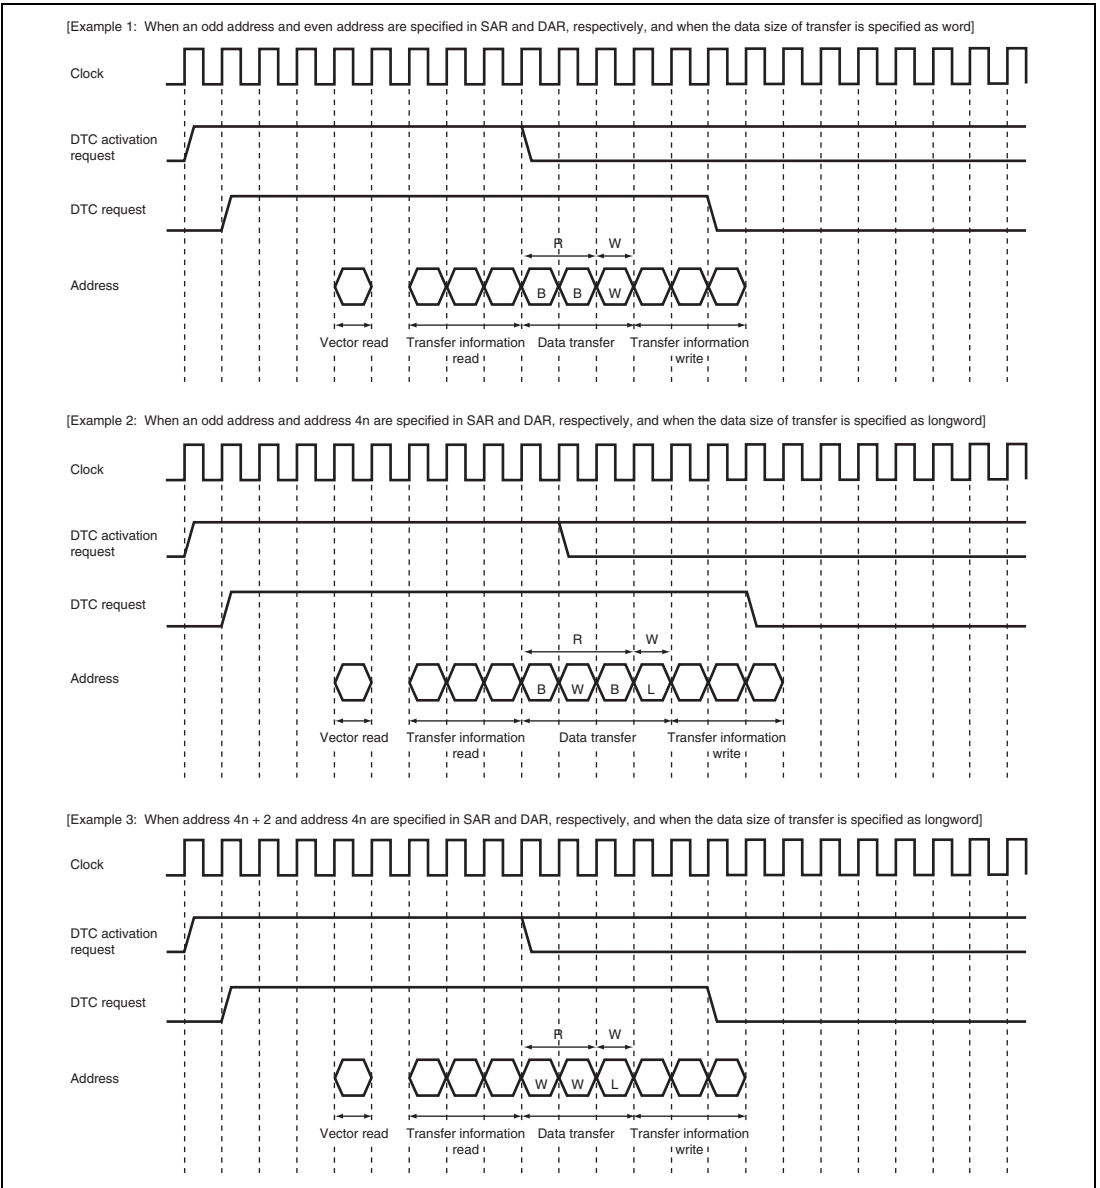 [Example 1: When an odd address and even address are specified in SAR and DAR, respectively, and when the data size of transfer is specified as word]
Clock
DTC activation
request
DTC request
R W
Address
B B W
Vector read Transfer information Data transfer Transfer information
read write
[Example 2: When an odd address and address 4n are specified in SAR and DAR, respectively, and when the data size of transfer is specified as longword]
Clock
DTC activation
request
DTC request
R W
Address
B W B L
Vector read Transfer information Data transfer Transfer information
read write
[Example 3: When address 4n + 2 and address 4n are specified in SAR and DAR, respectively, and when the data size of transfer is specified as longword]
Clock
DTC activation
request
DTC request
R W
Address
W W L
Vector read Transfer information Data transfer Transfer information
read write